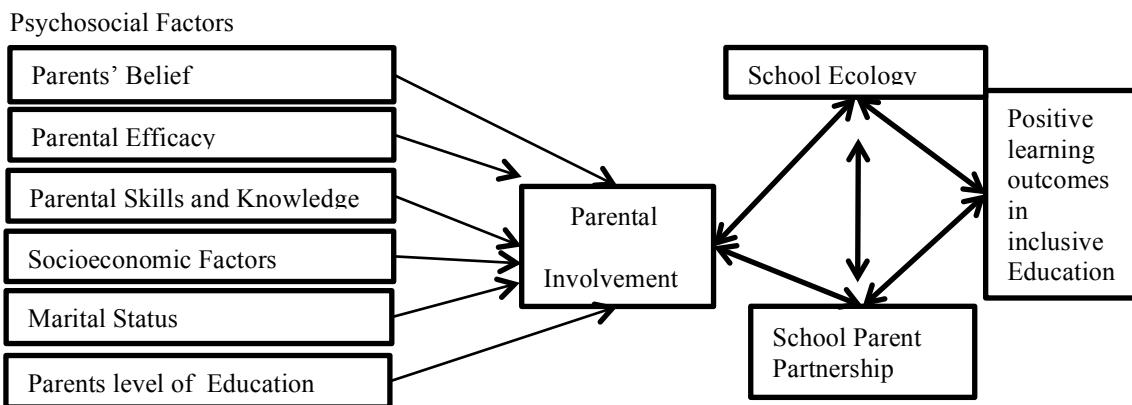 Psychosocial Factors
Parents’ Belief
Parental Efficacy
Parental Skills and Knowledge
Socioeconomic Factors
Marital Status
Parents level of Education
Parental
Involvement
School Ecology
School Parent
Partnership
Positive
learning
outcomes
in
inclusive
Education